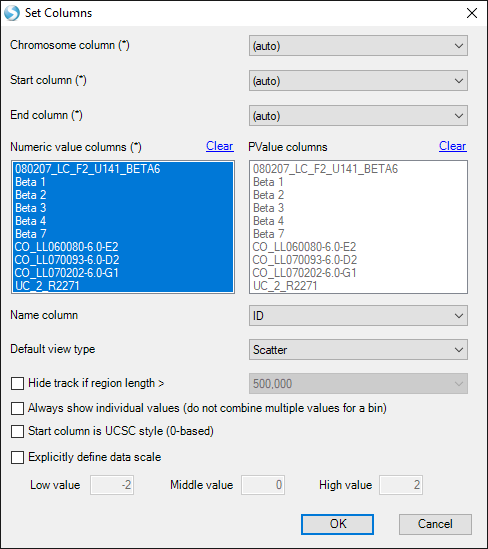 Set Columns
Chromosome column (*) (auto)
Start column (*) (auto)
End column (*) (auto)
Numeric value columns (*) Clear PValue columns Clear
080207_LC_F2_U141_BETA6 080207_LC_F2_U141_BETA6
Beta 1 Beta 1
Beta 2 Beta 2
Beta 3 Beta 3
Beta 4 Beta 4
Beta 7 Beta 7
CO_LL060080-6.0-E2 CO_LL060080-6.0-E2
CO_LL070093-6.0-D2 CO_LL070093-6.0-D2
CO_LL070202-6.0-G1 CO_LL070202-6.0-G1
UC_2_R2271 UC_2_R2271
Name column ID
Default view type Scatter
Hide track if region length > 500,000
Always show individual values (do not combine multiple values for a bin)
Start column is UCSC style (0-based)
Explicitly define data scale
Low value -2 Middle value 0 High value 2
OK Cancel